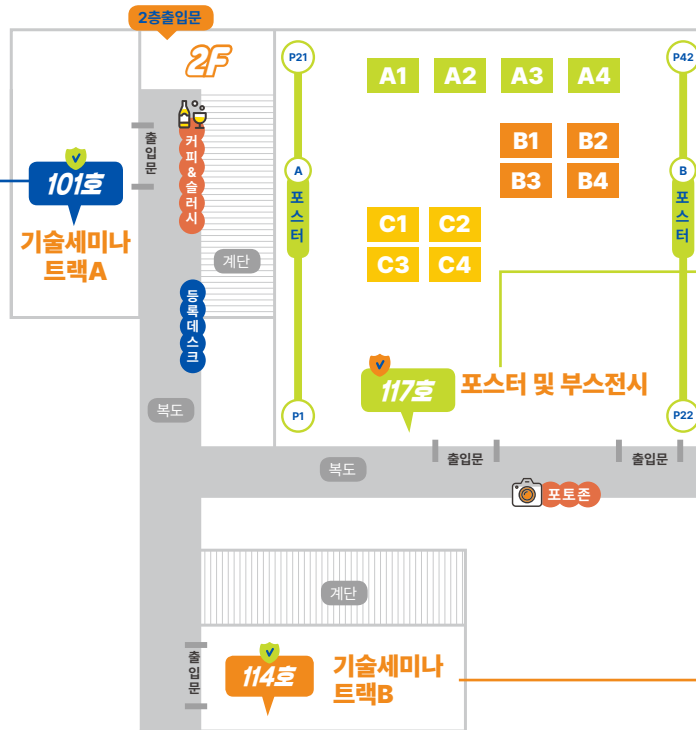 2층출입문
2F
P21
P42
A1 A2 A3 A4
B1 B2
B3 B4
C1 C2
C3 C4
A
포스터
B
포스터
출입문
커피&슬러시
101호
기술세미나
트랙A
계단
등록데스크
117호
포스터 및 부스전시
P1
P22
복도
복도
출입문
출입문
포토존
계단
출입문
114호
기술세미나
트랙B